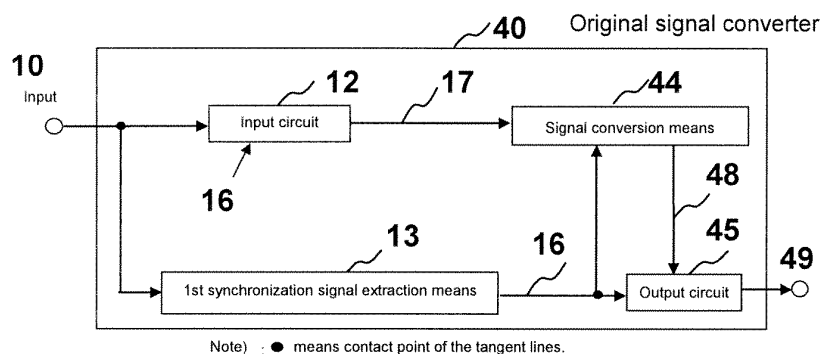 Original signal converter
40
10
Input
12
17
44
Input circuit
Signal conversion means
16
48
13
16
45
49
1st synchronization signal extraction means
Output circuit
Note) : ● means contact point of the tangent lines.